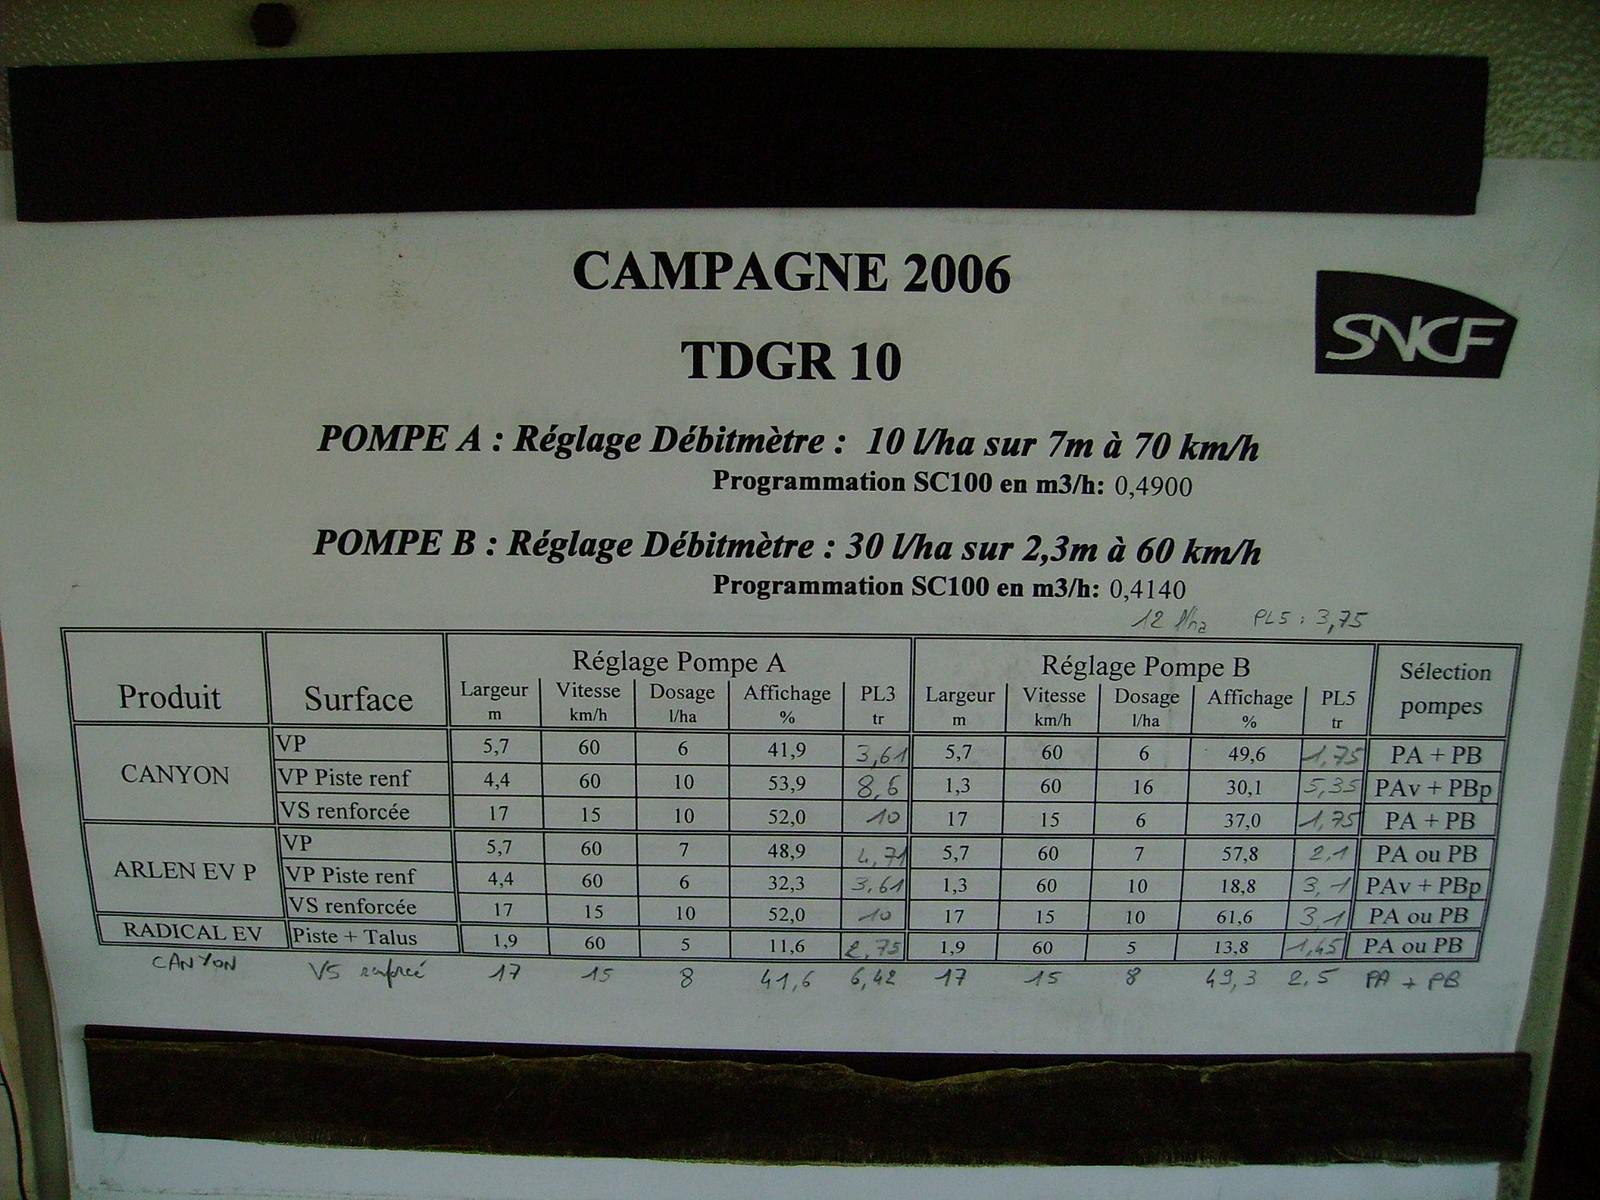 CAMPAGNE 2006
SNCF
TDGR 10
POMPE A : Réglage Débitmètre : 10 l/ha sur 7m à 70 km/h
Programmation SC100 en m3/h: 0,4900
POMPE B : Réglage Débitmètre : 30 l/ha sur 2,3m à 60 km/h
Programmation SC100 en m3/h: 0,4140
12 l/ha PL5 : 3,75
Produit Surface Réglage Pompe A Réglage Pompe B Sélection pompes
Largeur m Vitesse km/h Dosage l/ha Affichage % PL3 tr Largeur m Vitesse km/h Dosage l/ha Affichage % PL5 tr
CANYON VP 5,7 60 6 41,9 3,61 5,7 60 6 49,6 1,75 PA + PB
VP Piste renf 4,4 60 10 53,9 8,6 1,3 60 16 30,1 5,35 PAv + PBp
VS renforcée 17 15 10 52,0 10 17 15 6 37,0 1,75 PA + PB
ARLEN EV P VP 5,7 60 7 48,9 4,71 5,7 60 7 57,8 2,1 PA ou PB
VP Piste renf 4,4 60 6 32,3 3,61 1,3 60 10 18,8 3,1 PAv + PBp
VS renforcée 17 15 10 52,0 10 17 15 10 61,6 3,1 PA ou PB
RADICAL EV Piste + Talus 1,9 60 5 11,6 2,75 1,9 60 5 13,8 1,45 PA ou PB
CANYON VS renforcé 17 15 8 41,6 6,42 17 15 8 49,3 2,5 PA + PB